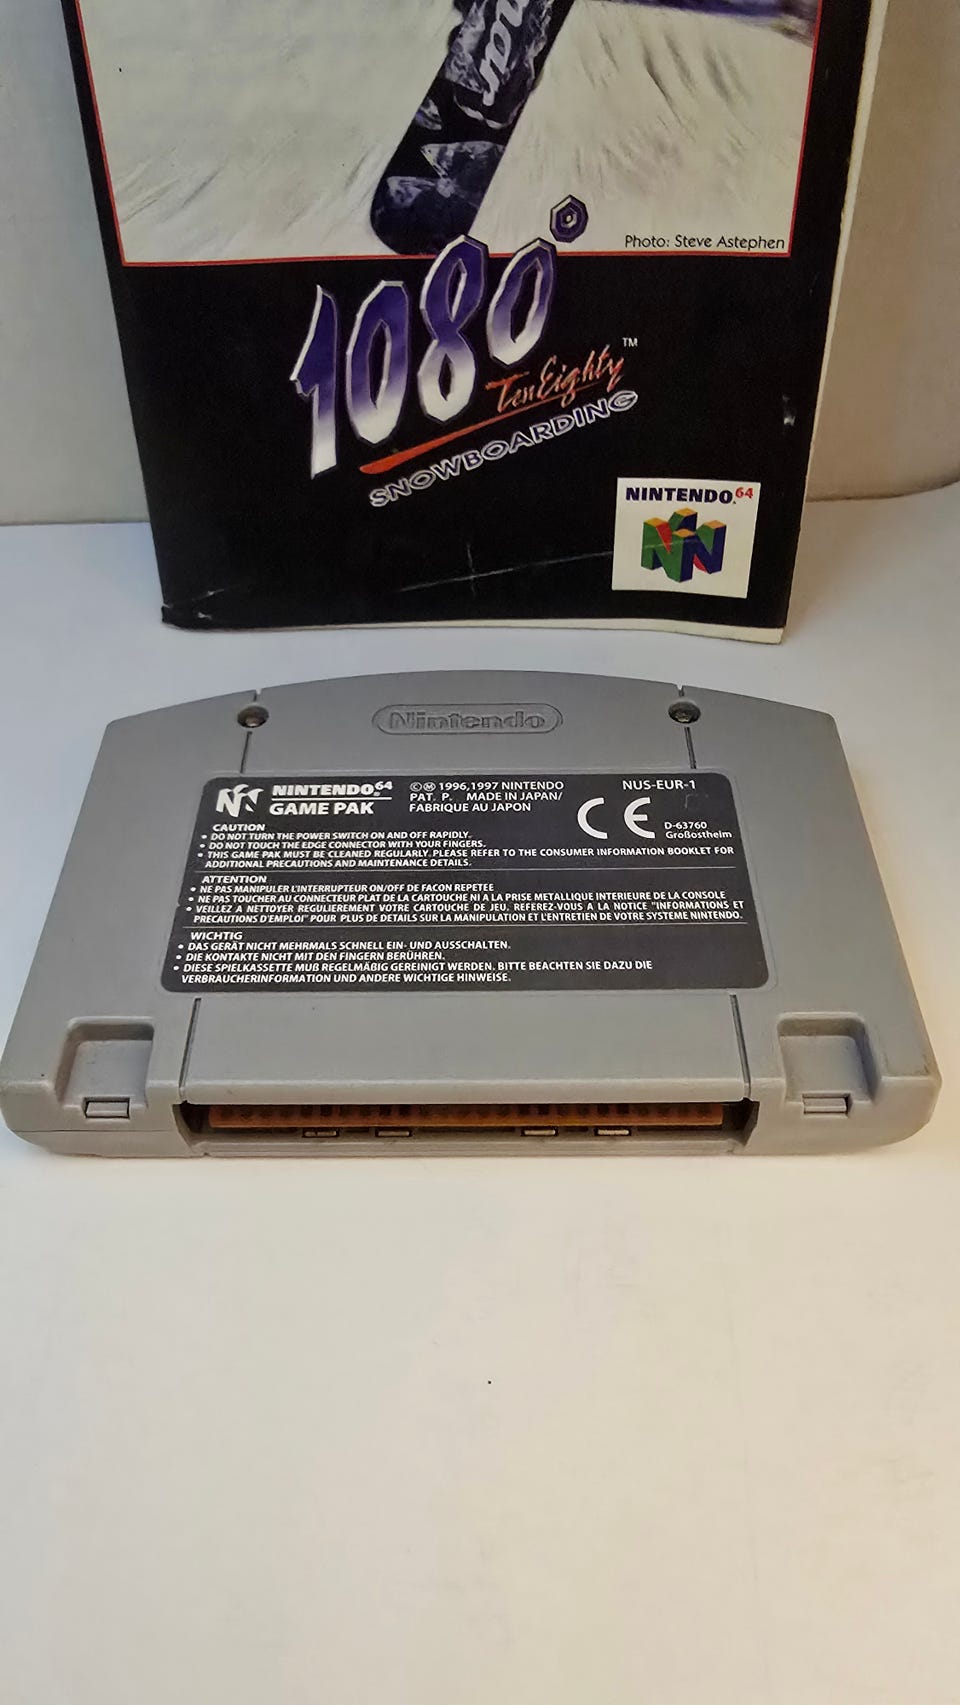 Photo: Steve Astephen
1080°
Ten Eighty ™
SNOWBOARDING
NINTENDO 64
Nintendo
NINTENDO 64
GAME PAK
©Ⓜ 1996,1997 NINTENDO
PAT. P. MADE IN JAPAN/
FABRIQUE AU JAPON
NUS-EUR-1
CE
D-63760
Großostheim
CAUTION
• DO NOT TURN THE POWER SWITCH ON AND OFF RAPIDLY.
• DO NOT TOUCH THE EDGE CONNECTOR WITH YOUR FINGERS.
• THIS GAME PAK MUST BE CLEANED REGULARLY. PLEASE REFER TO THE CONSUMER INFORMATION BOOKLET FOR
ADDITIONAL PRECAUTIONS AND MAINTENANCE DETAILS.
ATTENTION
• NE PAS MANIPULER L'INTERRUPTEUR ON/OFF DE FACON REPETEE
• NE PAS TOUCHER AU CONNECTEUR PLAT DE LA CARTOUCHE NI A LA PRISE METALLIQUE INTERIEURE DE LA CONSOLE
• VEILLEZ A NETTOYER REGULIEREMENT VOTRE CARTOUCHE DE JEU. REFEREZ-VOUS A LA NOTICE "INFORMATIONS ET
PRECAUTIONS D'EMPLOI" POUR PLUS DE DETAILS SUR LA MANIPULATION ET L'ENTRETIEN DE VOTRE SYSTEME NINTENDO.
WICHTIG
• DAS GERÄT NICHT MEHRMALS SCHNELL EIN- UND AUSSCHALTEN.
• DIE KONTAKTE NICHT MIT DEN FINGERN BERÜHREN.
• DIESE SPIELKASSETTE MUß REGELMÄßIG GEREINIGT WERDEN. BITTE BEACHTEN SIE DAZU DIE
VERBRAUCHERINFORMATION UND ANDERE WICHTIGE HINWEISE.